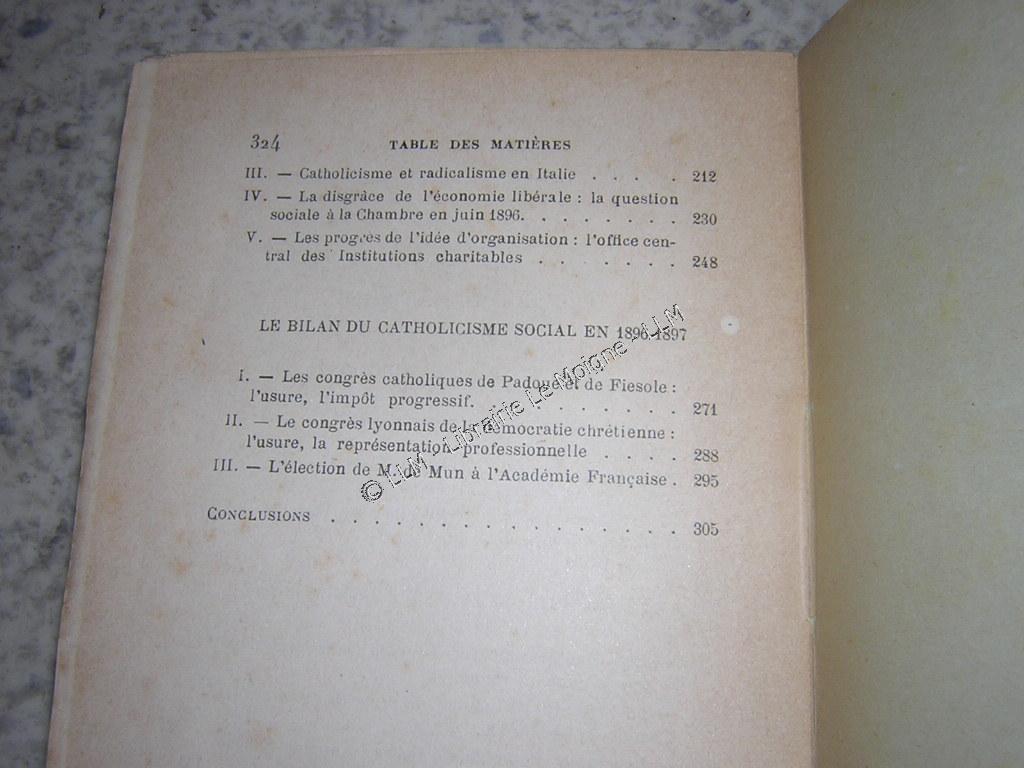 324 TABLE DES MATIÈRES
III. — Catholicisme et radicalisme en Italie . . . . 212
IV. — La disgrâce de l'économie libérale : la question
sociale à la Chambre en juin 1896. . . . . . . . 230
V. — Les progrès de l'idée d'organisation : l'office cen-
tral des Institutions charitables . . . . . . . 248
LE BILAN DU CATHOLICISME SOCIAL EN 1896-1897
I. — Les congrès catholiques de Padoue et de Fiesole :
l'usure, l'impôt progressif. . . . . . . . . . 271
II. — Le congrès lyonnais de la démocratie chrétienne :
l'usure, la représentation professionnelle . . . . 288
III. — L'élection de M. de Mun à l'Académie Française . 295
CONCLUSIONS . . . . . . . . . . . . . . . . 305
© LLM - Librairie Le Moigne - LLM